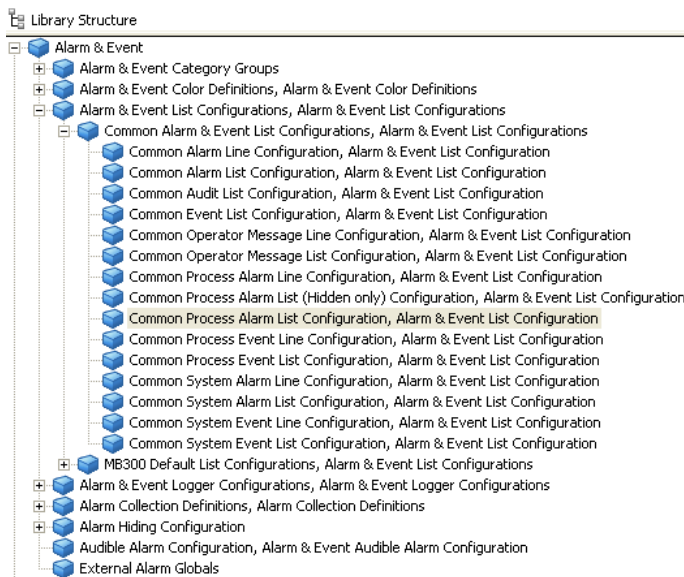 Library Structure
Alarm & Event
Alarm & Event Category Groups
Alarm & Event Color Definitions, Alarm & Event Color Definitions
Alarm & Event List Configurations, Alarm & Event List Configurations
Common Alarm & Event List Configurations, Alarm & Event List Configurations
Common Alarm Line Configuration, Alarm & Event List Configuration
Common Alarm List Configuration, Alarm & Event List Configuration
Common Audit List Configuration, Alarm & Event List Configuration
Common Event List Configuration, Alarm & Event List Configuration
Common Operator Message Line Configuration, Alarm & Event List Configuration
Common Operator Message List Configuration, Alarm & Event List Configuration
Common Process Alarm Line Configuration, Alarm & Event List Configuration
Common Process Alarm List (Hidden only) Configuration, Alarm & Event List Configuration
Common Process Alarm List Configuration, Alarm & Event List Configuration
Common Process Event Line Configuration, Alarm & Event List Configuration
Common Process Event List Configuration, Alarm & Event List Configuration
Common System Alarm Line Configuration, Alarm & Event List Configuration
Common System Alarm List Configuration, Alarm & Event List Configuration
Common System Event Line Configuration, Alarm & Event List Configuration
Common System Event List Configuration, Alarm & Event List Configuration
MB300 Default List Configurations, Alarm & Event List Configurations
Alarm & Event Logger Configurations, Alarm & Event Logger Configurations
Alarm Collection Definitions, Alarm Collection Definitions
Alarm Hiding Configuration
Audible Alarm Configuration, Alarm & Event Audible Alarm Configuration
External Alarm Globals